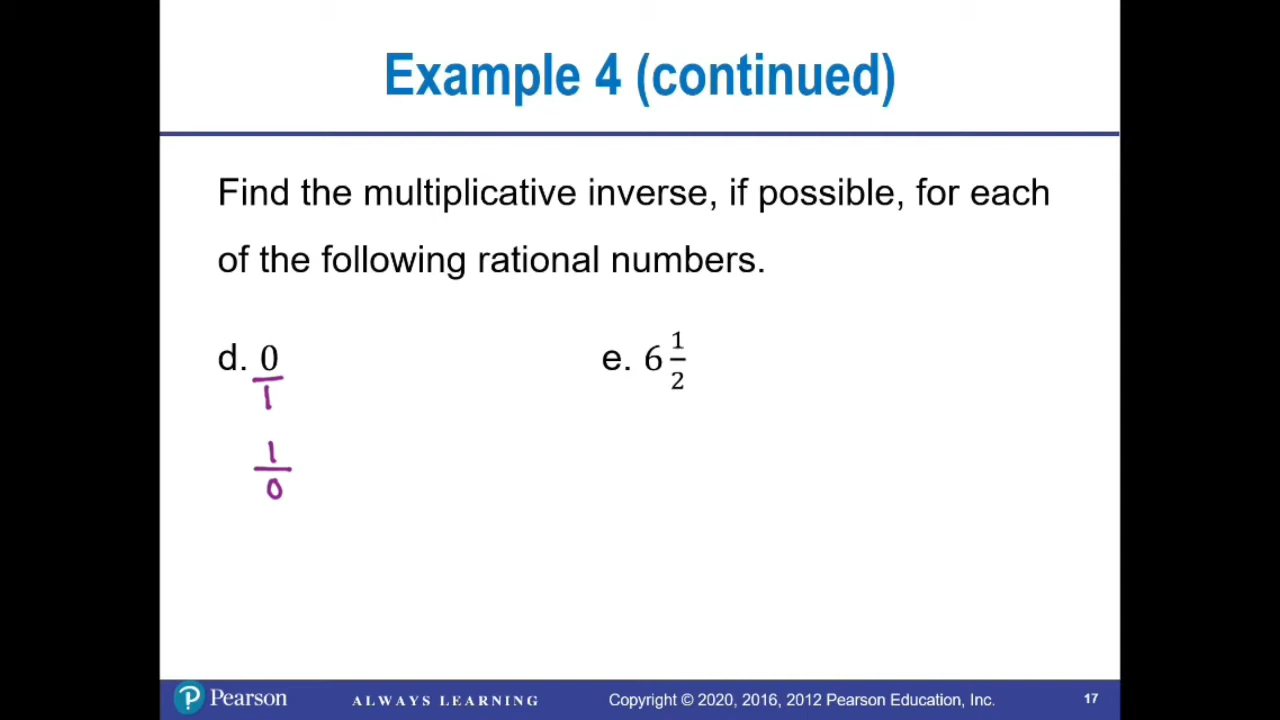 Example 4 (continued)
Find the multiplicative inverse, if possible, for each
of the following rational numbers.
d. 0/1
e. 6 1/2
1/0
Pearson
ALWAYS LEARNING
Copyright © 2020, 2016, 2012 Pearson Education, Inc.
17